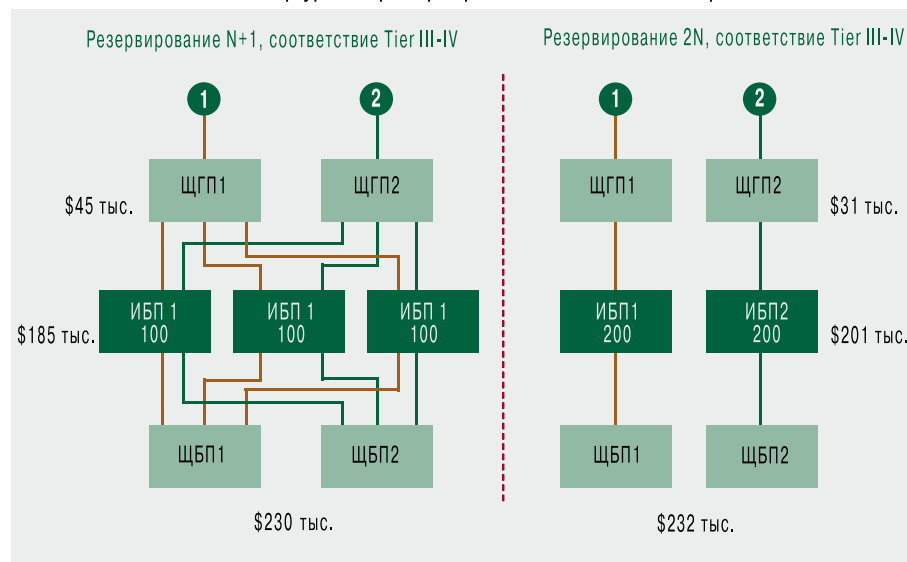 Резервирование N+1, соответствие Tier III-IV
1
2
ЩГП1
ЩГП2
$45 тыс.
ИБП 1
100
ИБП 1
100
ИБП 1
100
$185 тыс.
ЩБП1
ЩБП2
$230 тыс.
Резервирование 2N, соответствие Tier III-IV
1
2
ЩГП1
ЩГП2
$31 тыс.
ИБП1
200
ИБП2
200
$201 тыс.
ЩБП1
ЩБП2
$232 тыс.